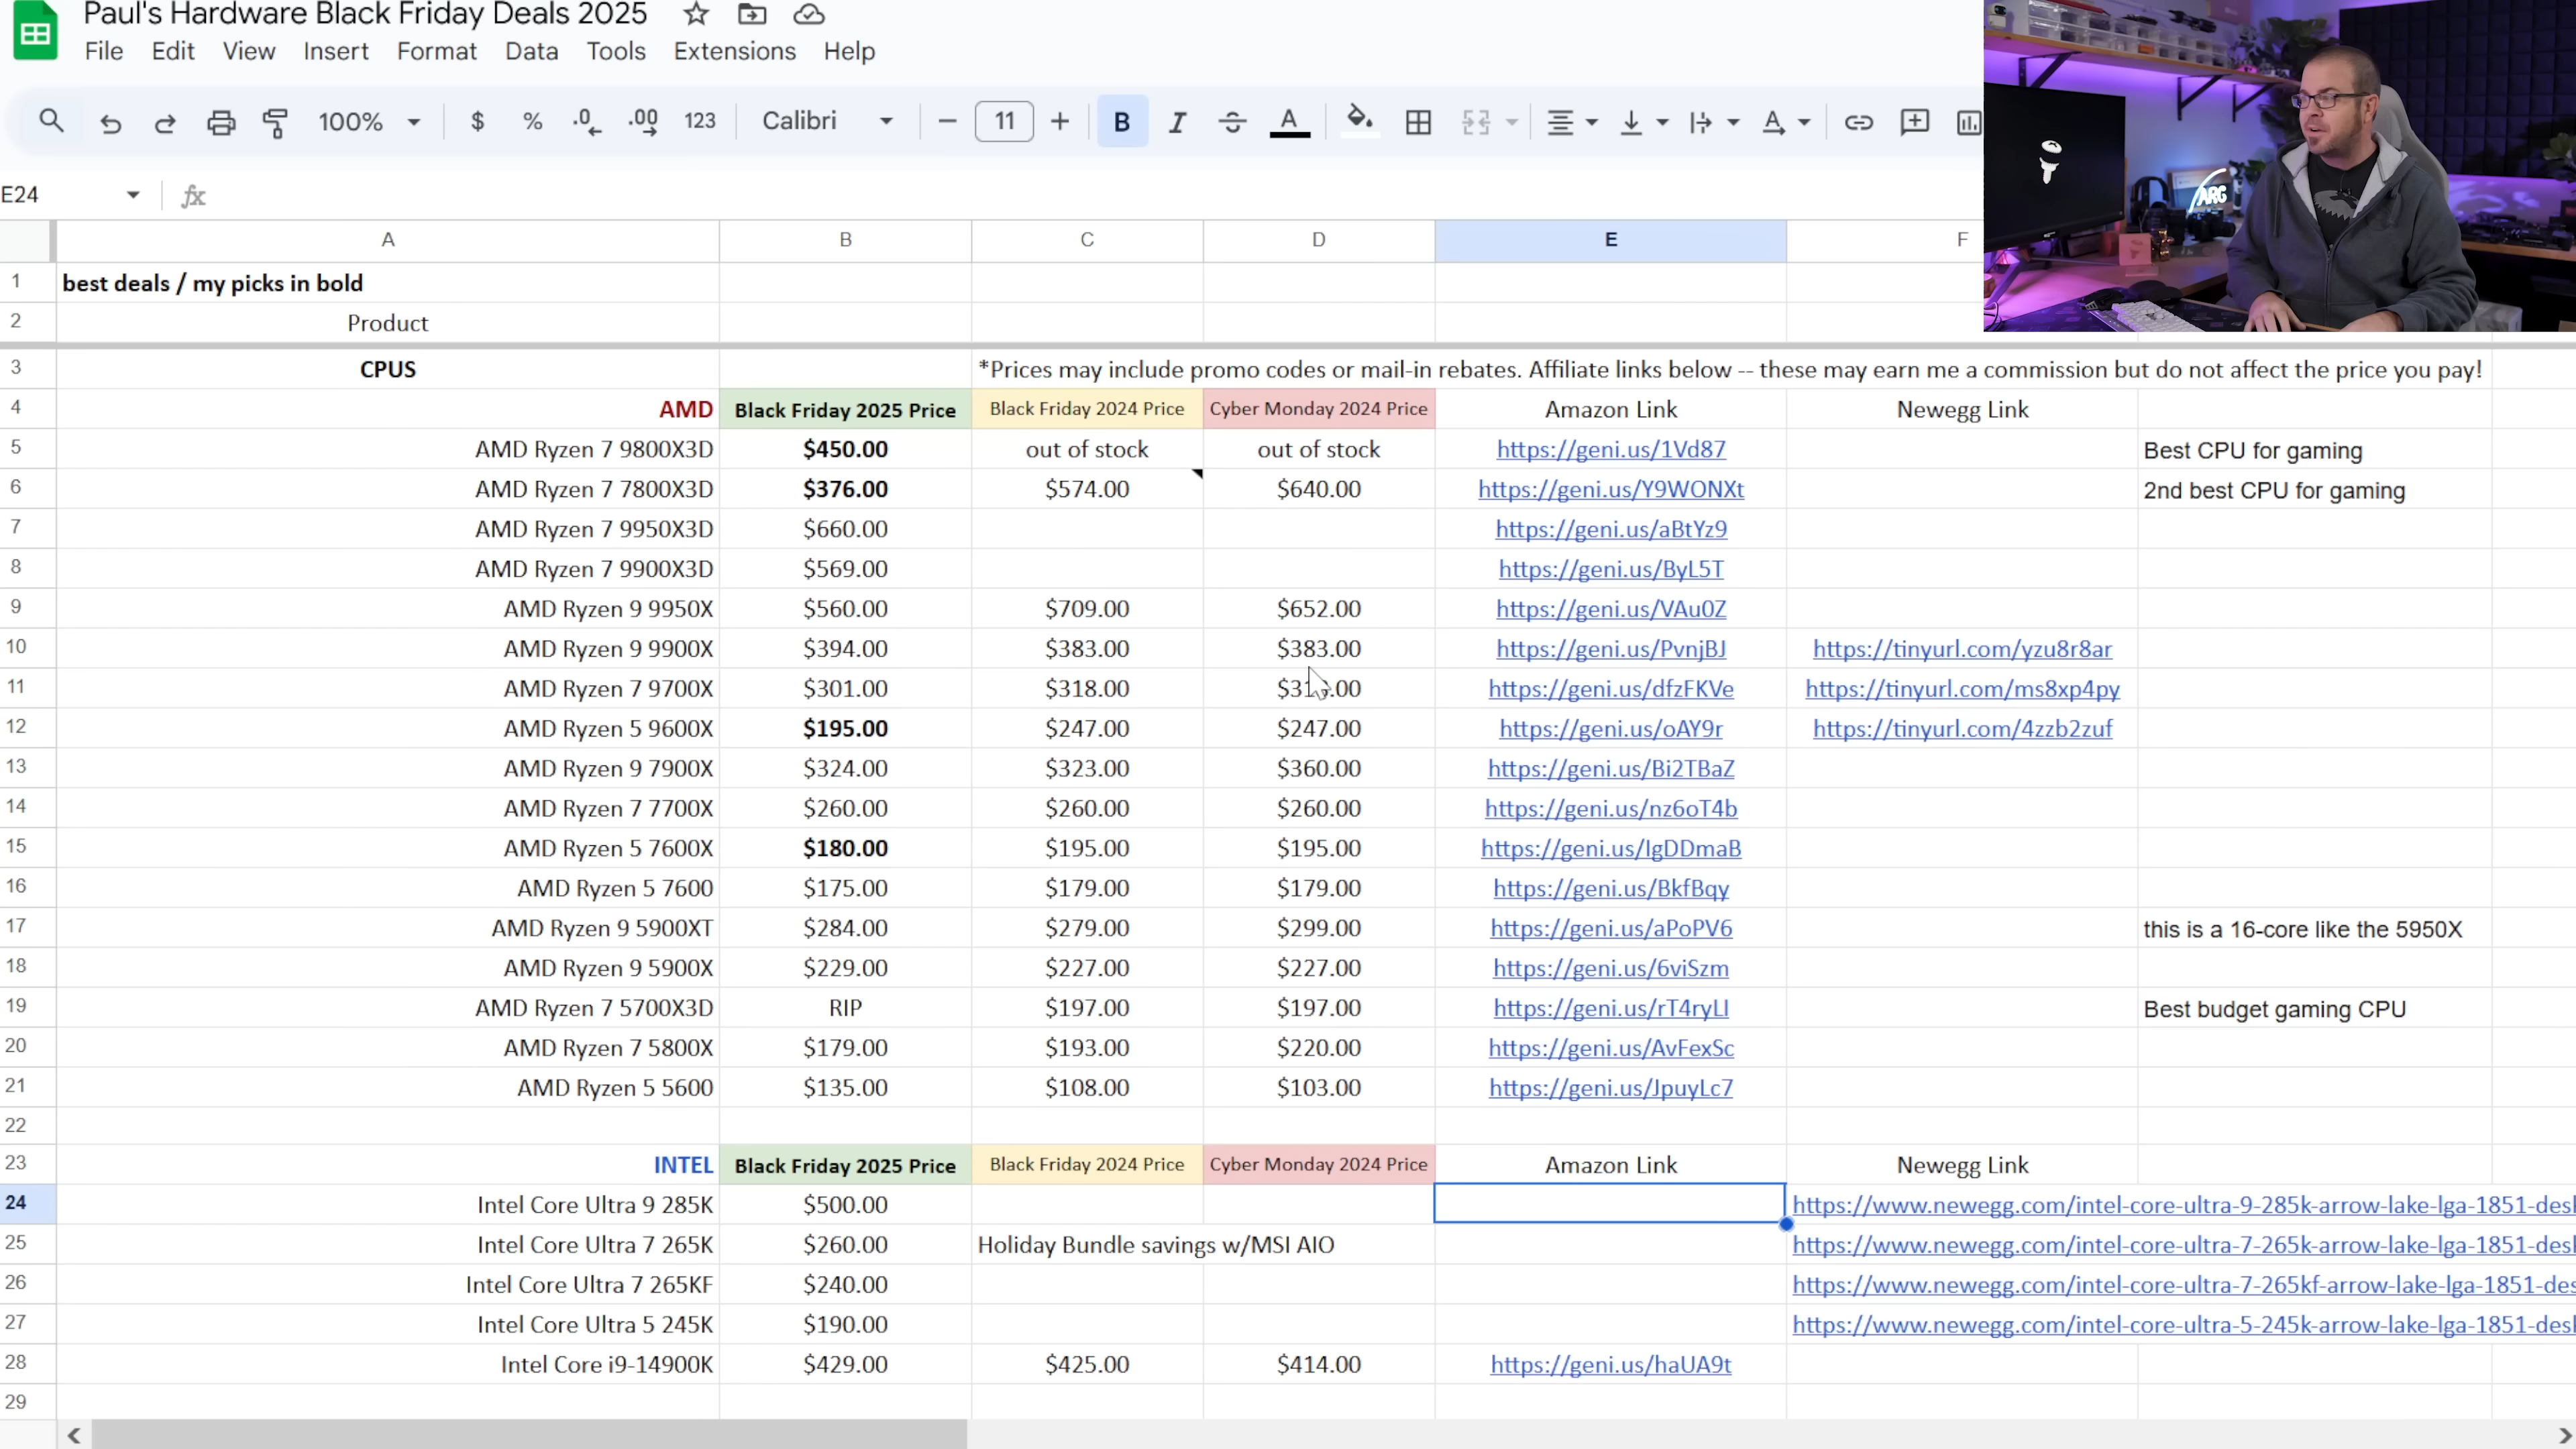 Paul's Hardware Black Friday Deals 2025
File Edit View Insert Format Data Tools Extensions Help
100% $ % .0 .00 123 Calibri 11 B I A A
E24 fx
A B C D E F
1 best deals / my picks in bold
2 Product
3 CPUS *Prices may include promo codes or mail-in rebates. Affiliate links below -- these may earn me a commission but do not affect the price you pay!
4 AMD Black Friday 2025 Price Black Friday 2024 Price Cyber Monday 2024 Price Amazon Link Newegg Link
5 AMD Ryzen 7 9800X3D $450.00 out of stock out of stock https://geni.us/1Vd87 Best CPU for gaming
6 AMD Ryzen 7 7800X3D $376.00 $574.00 $640.00 https://geni.us/Y9WONXt 2nd best CPU for gaming
7 AMD Ryzen 7 9950X3D $660.00 https://geni.us/aBtYz9
8 AMD Ryzen 7 9900X3D $569.00 https://geni.us/ByL5T
9 AMD Ryzen 9 9950X $560.00 $709.00 $652.00 https://geni.us/VAu0Z
10 AMD Ryzen 9 9900X $394.00 $383.00 $383.00 https://geni.us/PvnjBJ https://tinyurl.com/yzu8r8ar
11 AMD Ryzen 7 9700X $301.00 $318.00 https://geni.us/dfzFKVe https://tinyurl.com/ms8xp4py
12 AMD Ryzen 5 9600X $195.00 $247.00 $247.00 https://geni.us/oAY9r https://tinyurl.com/4zzb2zuf
13 AMD Ryzen 9 7900X $324.00 $323.00 $360.00 https://geni.us/Bi2TBaZ
14 AMD Ryzen 7 7700X $260.00 $260.00 $260.00 https://geni.us/nz6oT4b
15 AMD Ryzen 5 7600X $180.00 $195.00 $195.00 https://geni.us/IgDDmaB
16 AMD Ryzen 5 7600 $175.00 $179.00 $179.00 https://geni.us/BkfBqy
17 AMD Ryzen 9 5900XT $284.00 $279.00 $299.00 https://geni.us/aPoPV6 this is a 16-core like the 5950X
18 AMD Ryzen 9 5900X $229.00 $227.00 $227.00 https://geni.us/6viSzm
19 AMD Ryzen 7 5700X3D RIP $197.00 $197.00 https://geni.us/rT4ryLI Best budget gaming CPU
20 AMD Ryzen 7 5800X $179.00 $193.00 $220.00 https://geni.us/AvFexSc
21 AMD Ryzen 5 5600 $135.00 $108.00 $103.00 https://geni.us/JpuyLc7
22
23 INTEL Black Friday 2025 Price Black Friday 2024 Price Cyber Monday 2024 Price Amazon Link Newegg Link
24 Intel Core Ultra 9 285K $500.00 https://www.newegg.com/intel-core-ultra-9-285k-arrow-lake-lga-1851-desk
25 Intel Core Ultra 7 265K $260.00 Holiday Bundle savings w/MSI AIO https://www.newegg.com/intel-core-ultra-7-265k-arrow-lake-lga-1851-desk
26 Intel Core Ultra 7 265KF $240.00 https://www.newegg.com/intel-core-ultra-7-265kf-arrow-lake-lga-1851-des
27 Intel Core Ultra 5 245K $190.00 https://www.newegg.com/intel-core-ultra-5-245k-arrow-lake-lga-1851-desk
28 Intel Core i9-14900K $429.00 $425.00 $414.00 https://geni.us/haUA9t
29
ARG